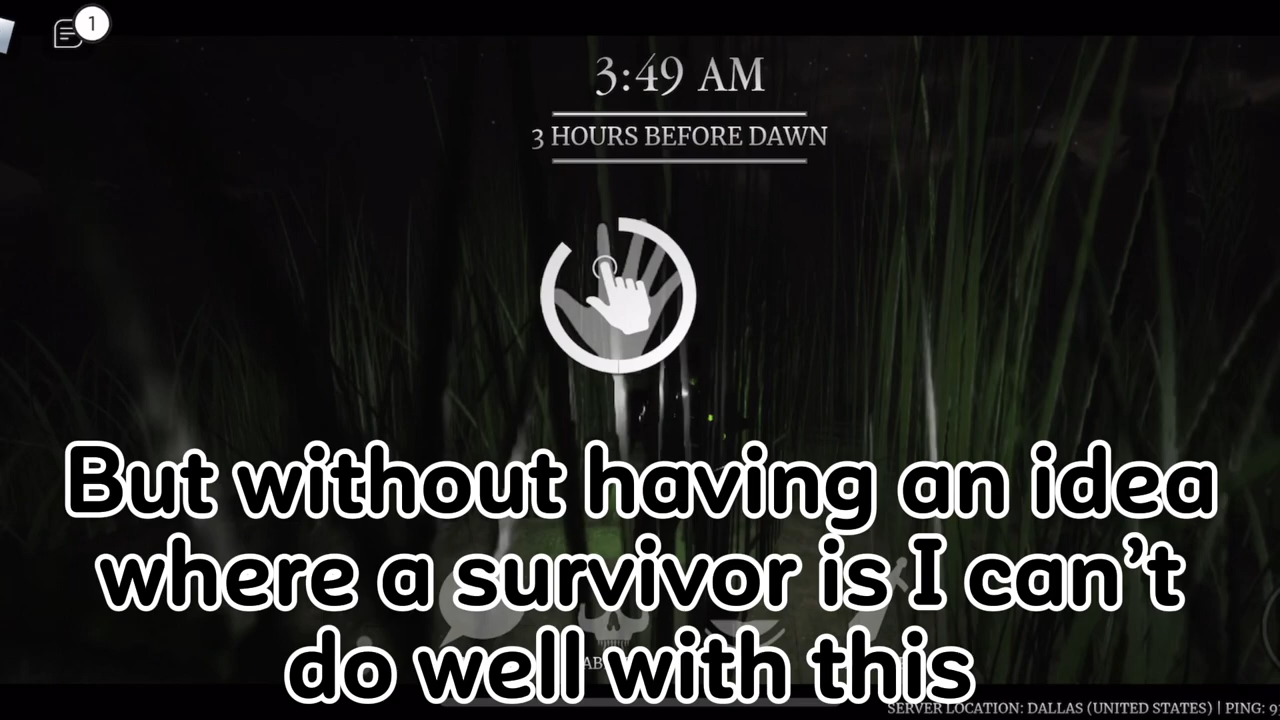 1
3:49 AM
3 HOURS BEFORE DAWN
But without having an idea
where a survivor is I can't
do well with this
SERVER LOCATION: DALLAS (UNITED STATES) | PING: